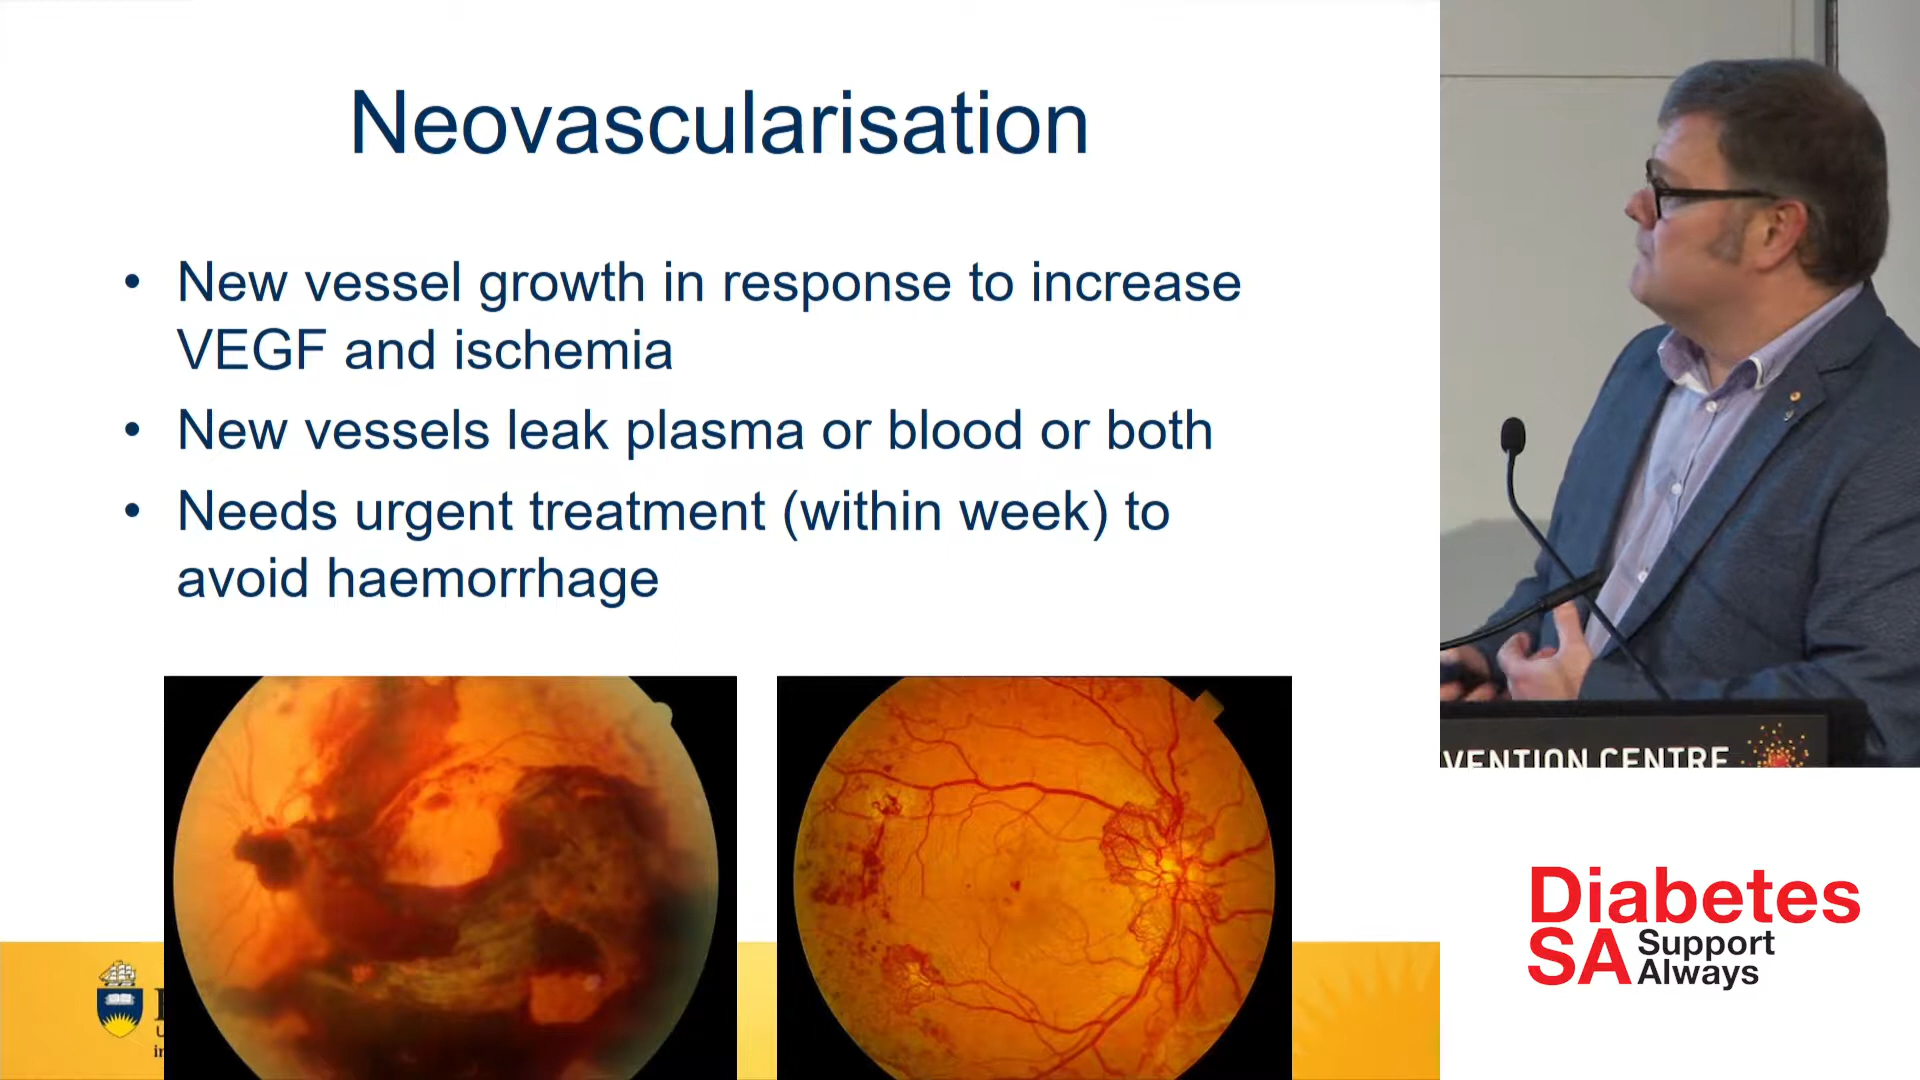 Neovascularisation
• New vessel growth in response to increase
VEGF and ischemia
• New vessels leak plasma or blood or both
• Needs urgent treatment (within week) to
avoid haemorrhage
VENTION CENTRE
Diabetes
SA Support
Always